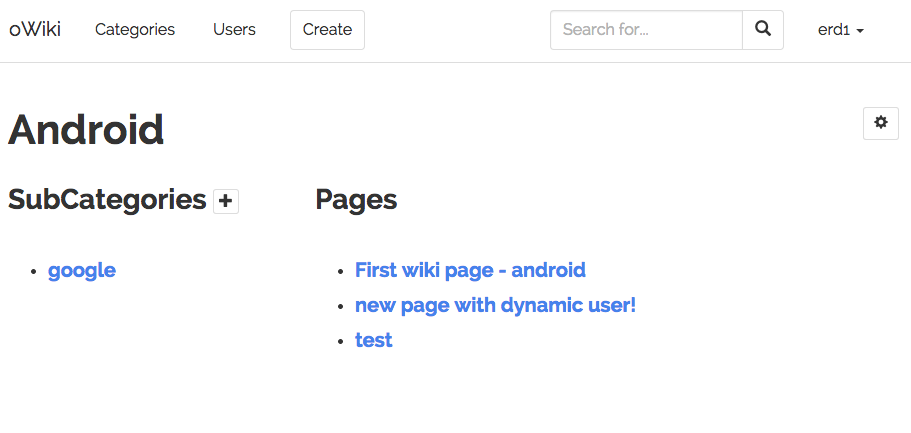 oWiki Categories Users Create Search for... erd1
Android
SubCategories
google
Pages
First wiki page - android
new page with dynamic user!
test